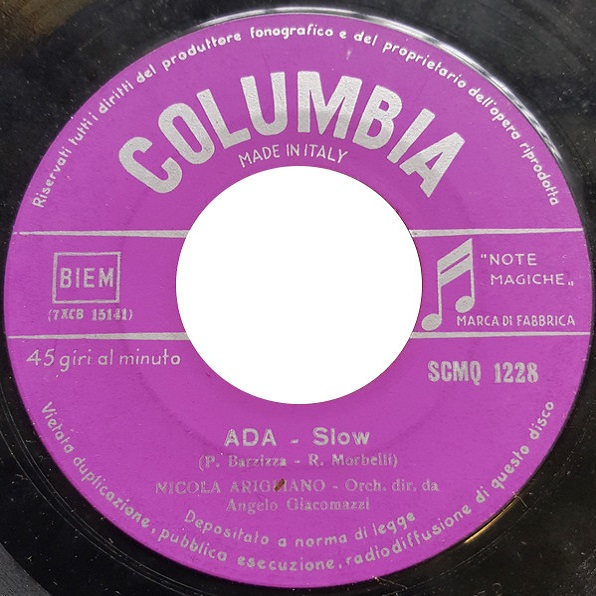 Riservati tutti i diritti del produttore fonografico e del proprietario dell'opera riprodotta
COLUMBIA
MADE IN ITALY
BIEM
(7XCB 15141)
"NOTE
MAGICHE„
MARCA DI FABBRICA
45 giri al minuto
SCMQ 1228
ADA - Slow
(P. Barzizza - R. Morbelli)
NICOLA ARIGLIANO - Orch. dir. da
Angelo Giacomazzi
Depositato a norma di legge
Vietata duplicazione, pubblica esecuzione, radiodiffusione di questo disco